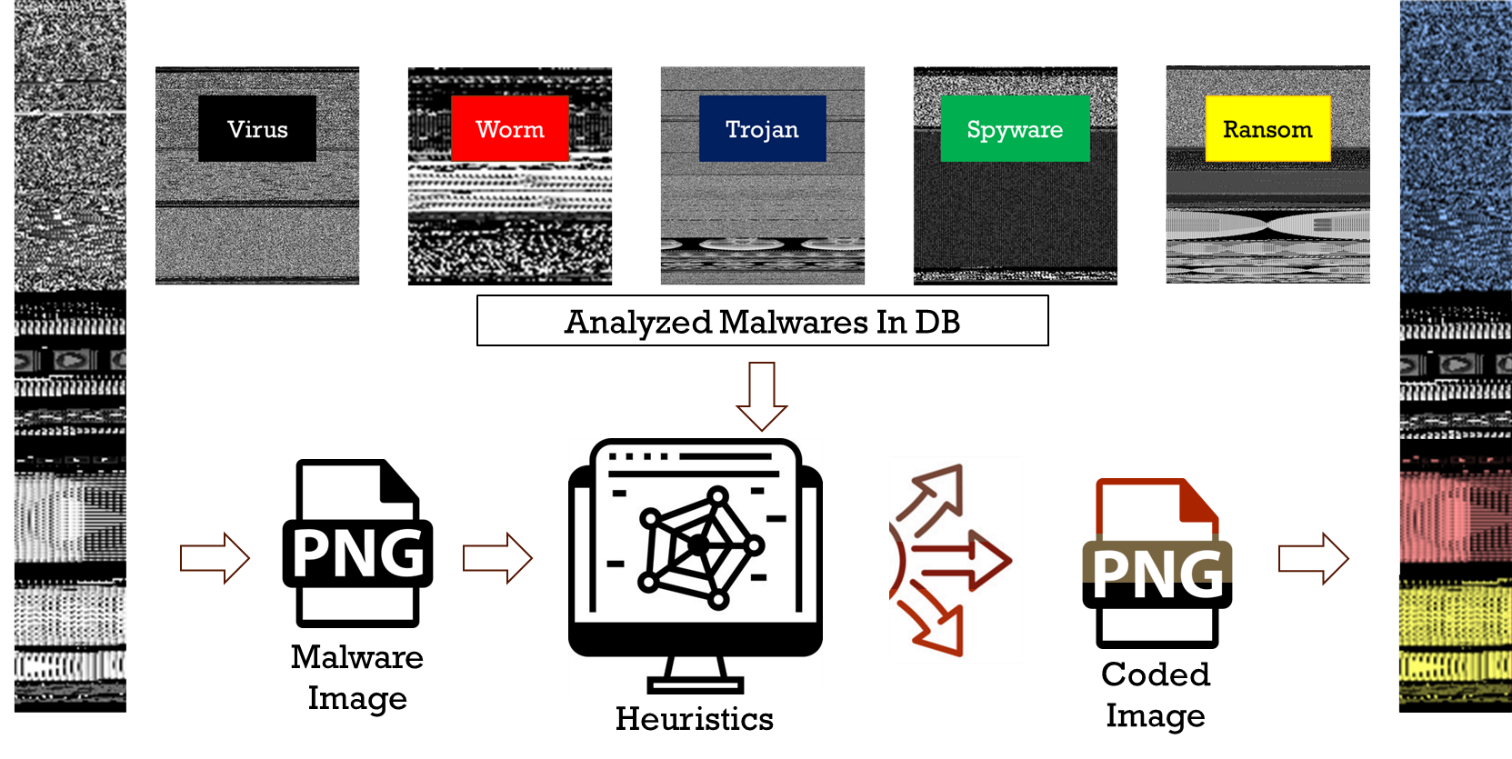 Virus
Worm
Trojan
Spyware
Ransom
Analyzed Malwares In DB
PNG
PNG
Malware
Image
Heuristics
Coded
Image